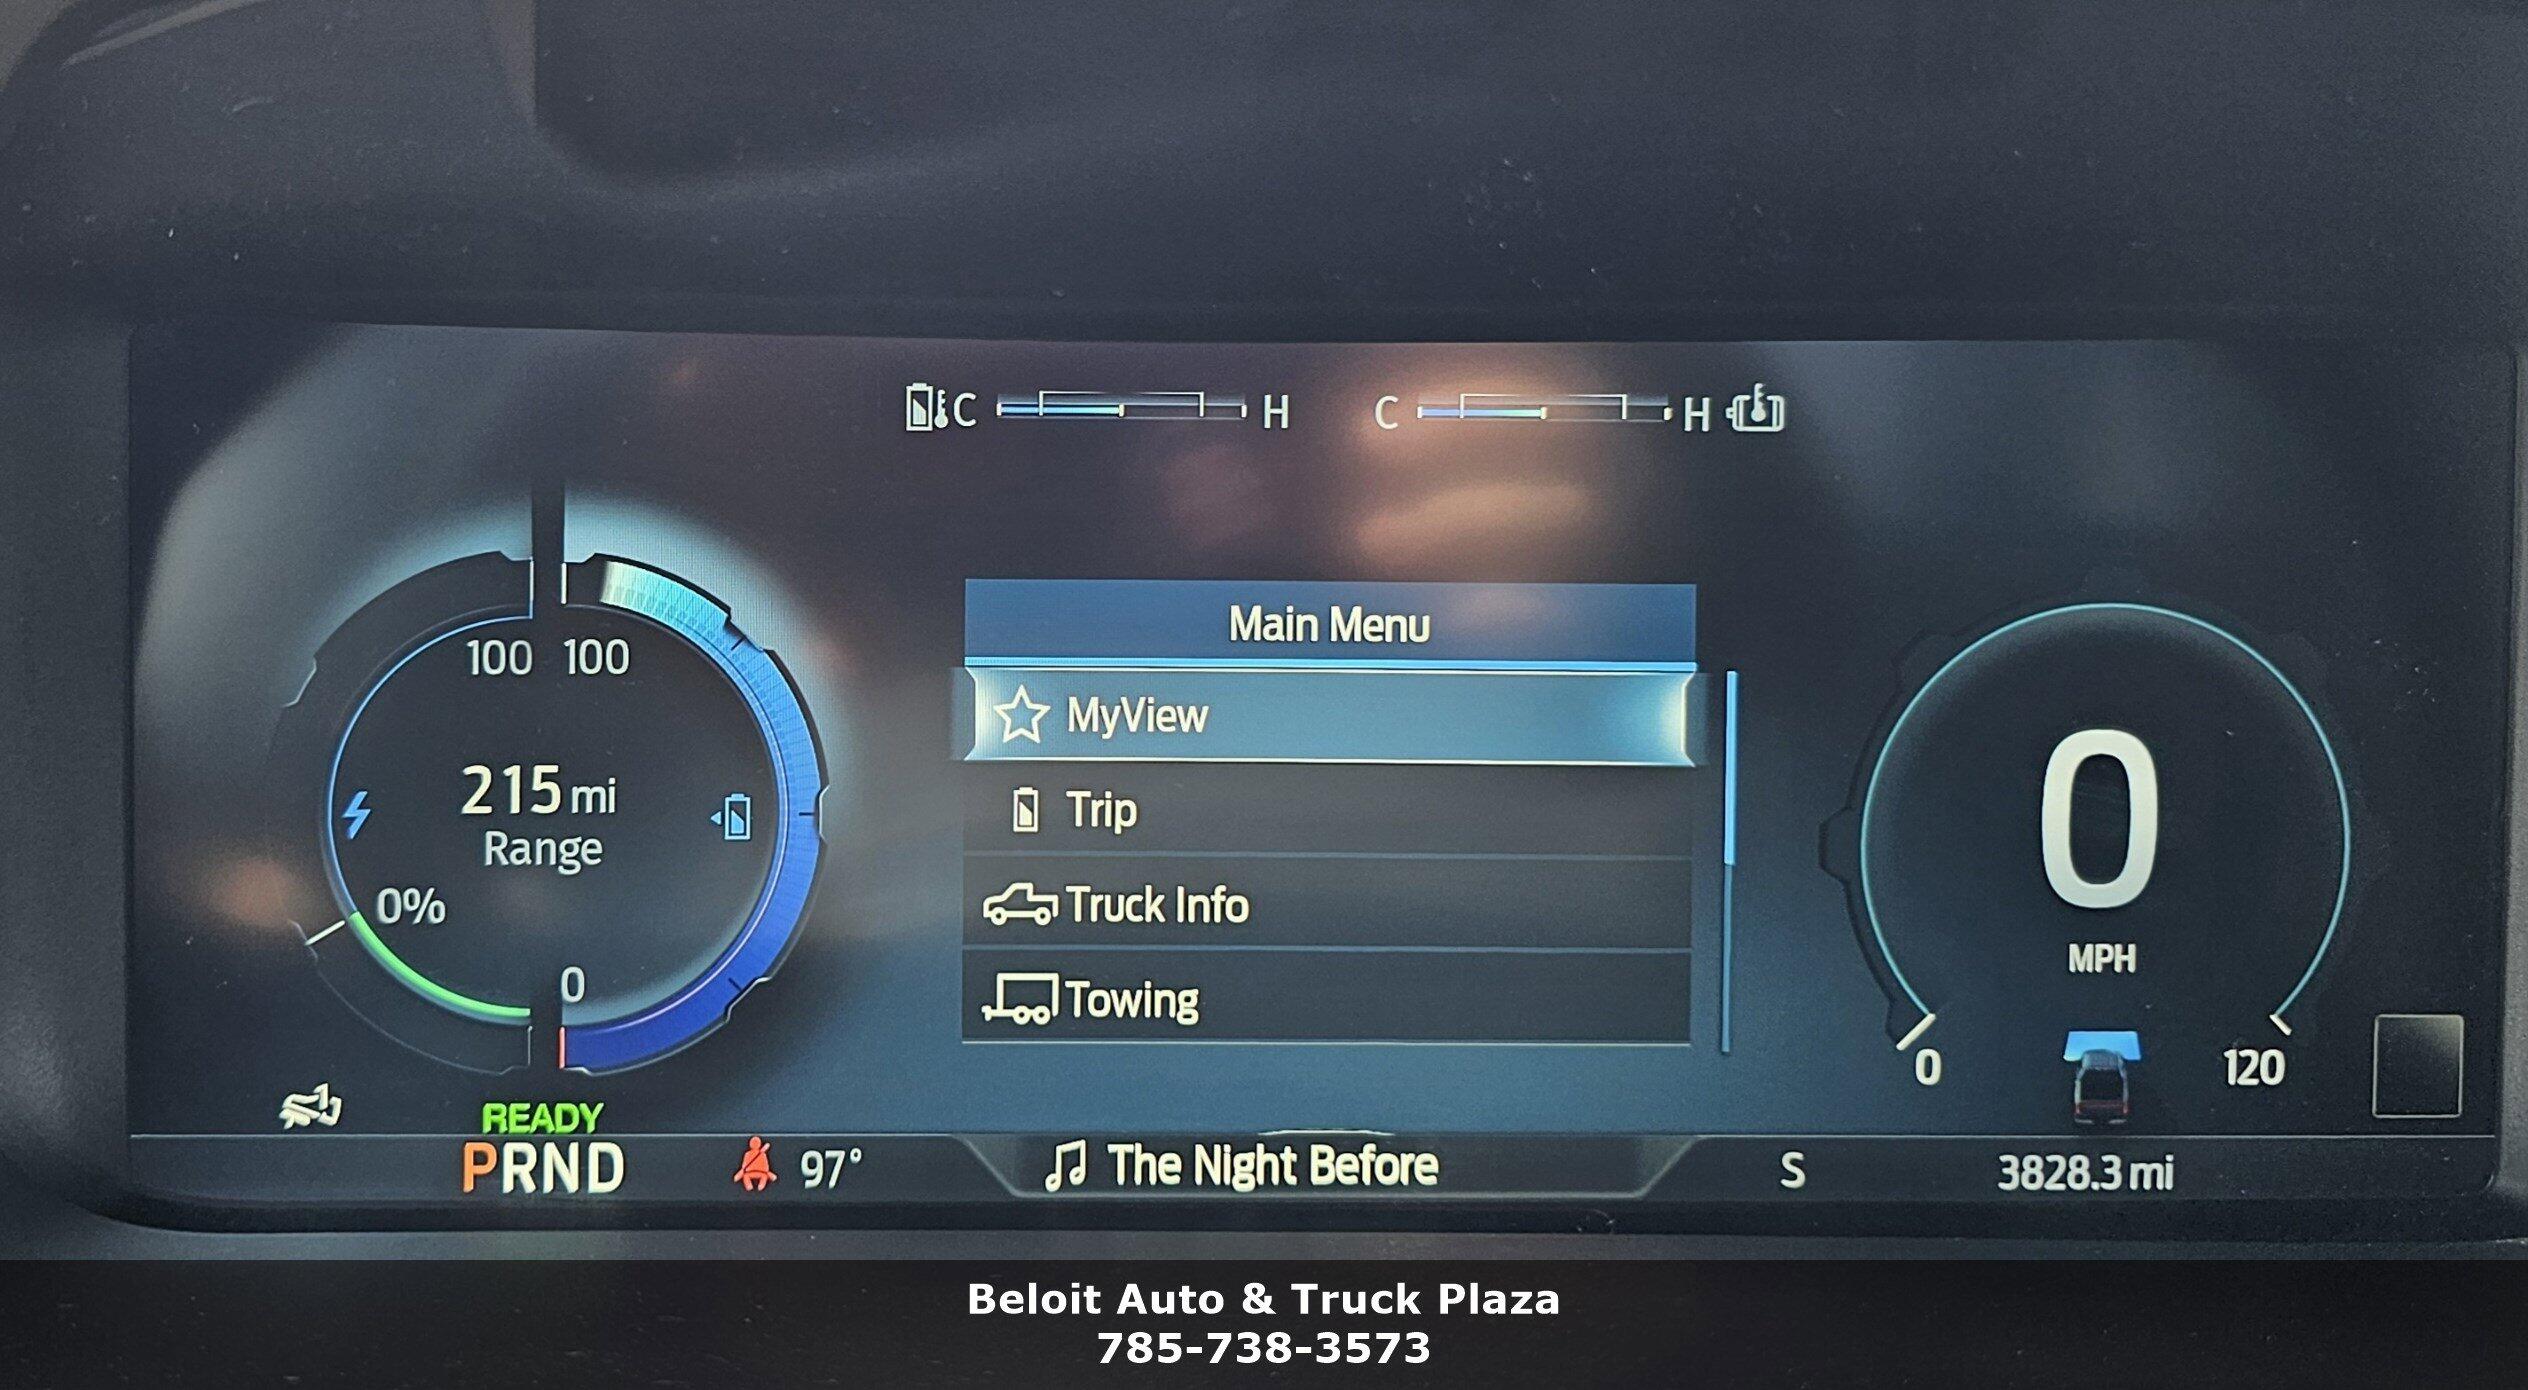 C H C H
100 100
215 mi
Range
0%
0
Main Menu
MyView
Trip
Truck Info
Towing
0
MPH
0 120
READY
PRND 97° The Night Before S 3828.3 mi
Beloit Auto & Truck Plaza
785-738-3573